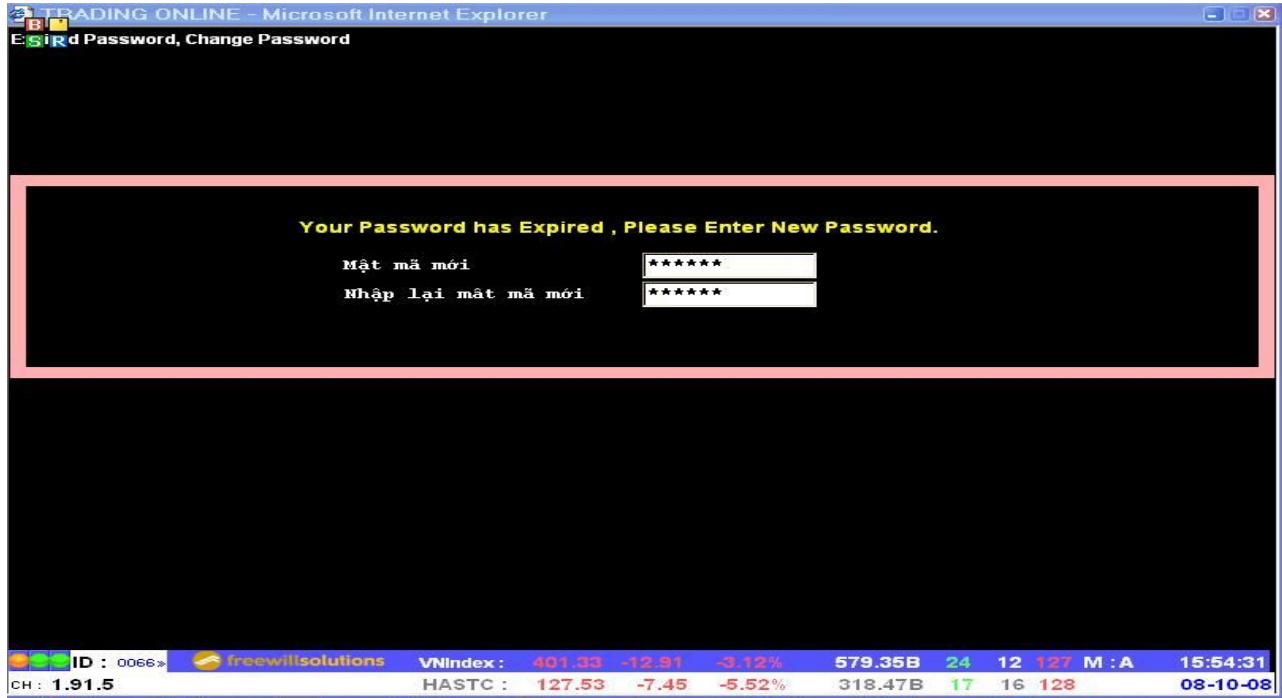 TRADING ONLINE - Microsoft Internet Explorer
B
S R d Password, Change Password
Your Password has Expired , Please Enter New Password.
Mật mã mới ******
Nhập lại mât mã mới ******
ID : 0066» freewillsolutions VNIndex : 401.33 -12.91 -3.12% 579.35B 24 12 127 M :A 15:54:31
CH : 1.91.5 HASTC : 127.53 -7.45 -5.52% 318.47B 17 16 128 08-10-08